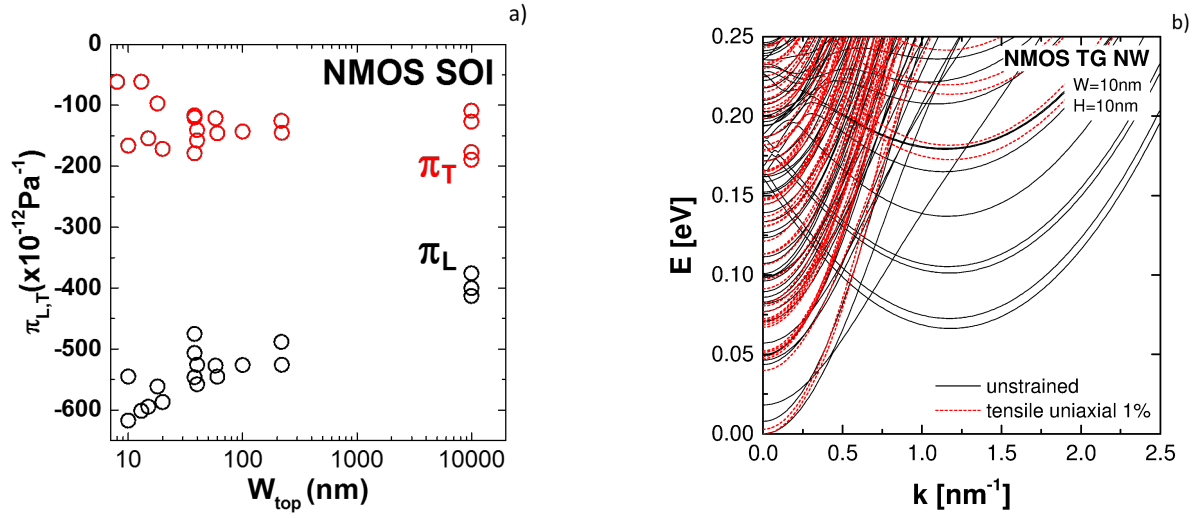 a)
NMOS SOI
0
-100
-200
-300
-400
-500
-600
π_T
π_L
π_L,T (x10^-12 Pa^-1)
10
100
1000
10000
W_top (nm)
b)
NMOS TG NW
W=10nm
H=10nm
0.25
0.20
0.15
0.10
0.05
0.00
E [eV]
unstrained
tensile uniaxial 1%
0.0
0.5
1.0
1.5
2.0
2.5
k [nm^-1]